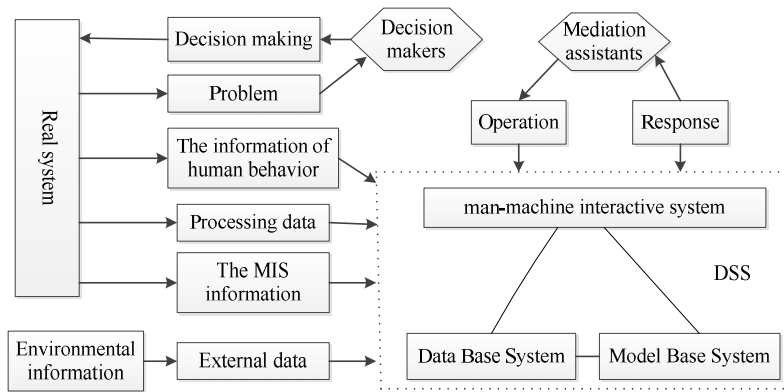 Decision making
Decision
makers
Mediation
assistants
Real system
Problem
Operation
Response
The information of
human behavior
man-machine interactive system
Processing data
The MIS
information
DSS
Environmental
information
External data
Data Base System
Model Base System